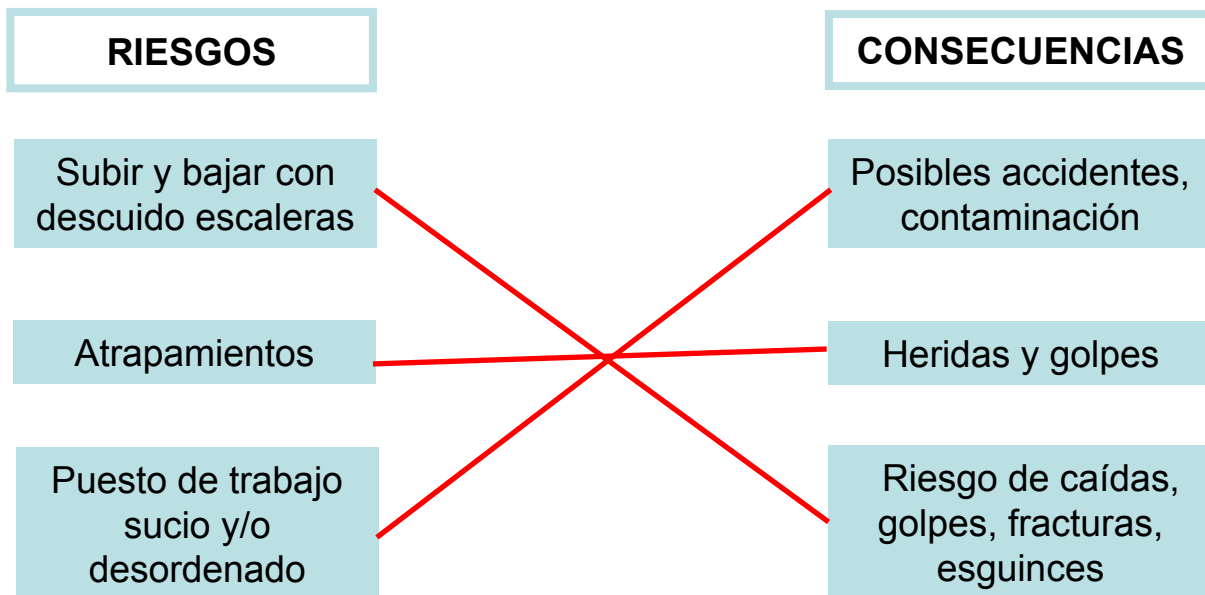 RIESGOS
CONSECUENCIAS
Subir y bajar con
descuido escaleras
Posibles accidentes,
contaminación
Atrapamientos
Heridas y golpes
Puesto de trabajo
sucio y/o
desordenado
Riesgo de caídas,
golpes, fracturas,
esguinces